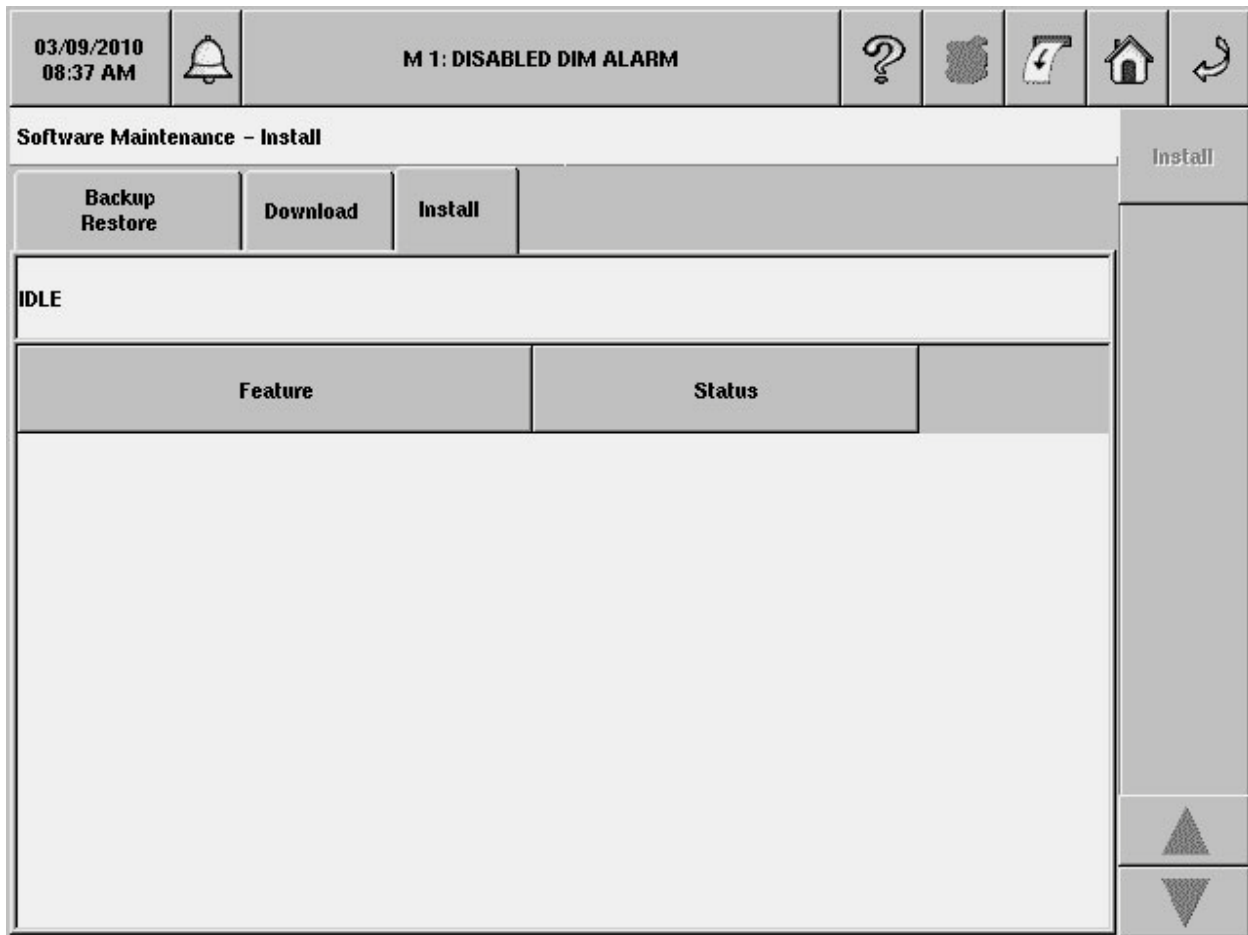 03/09/2010
08:37 AM
M 1: DISABLED DIM ALARM
Software Maintenance – Install
Install
Backup
Restore
Download
Install
IDLE
Feature
Status